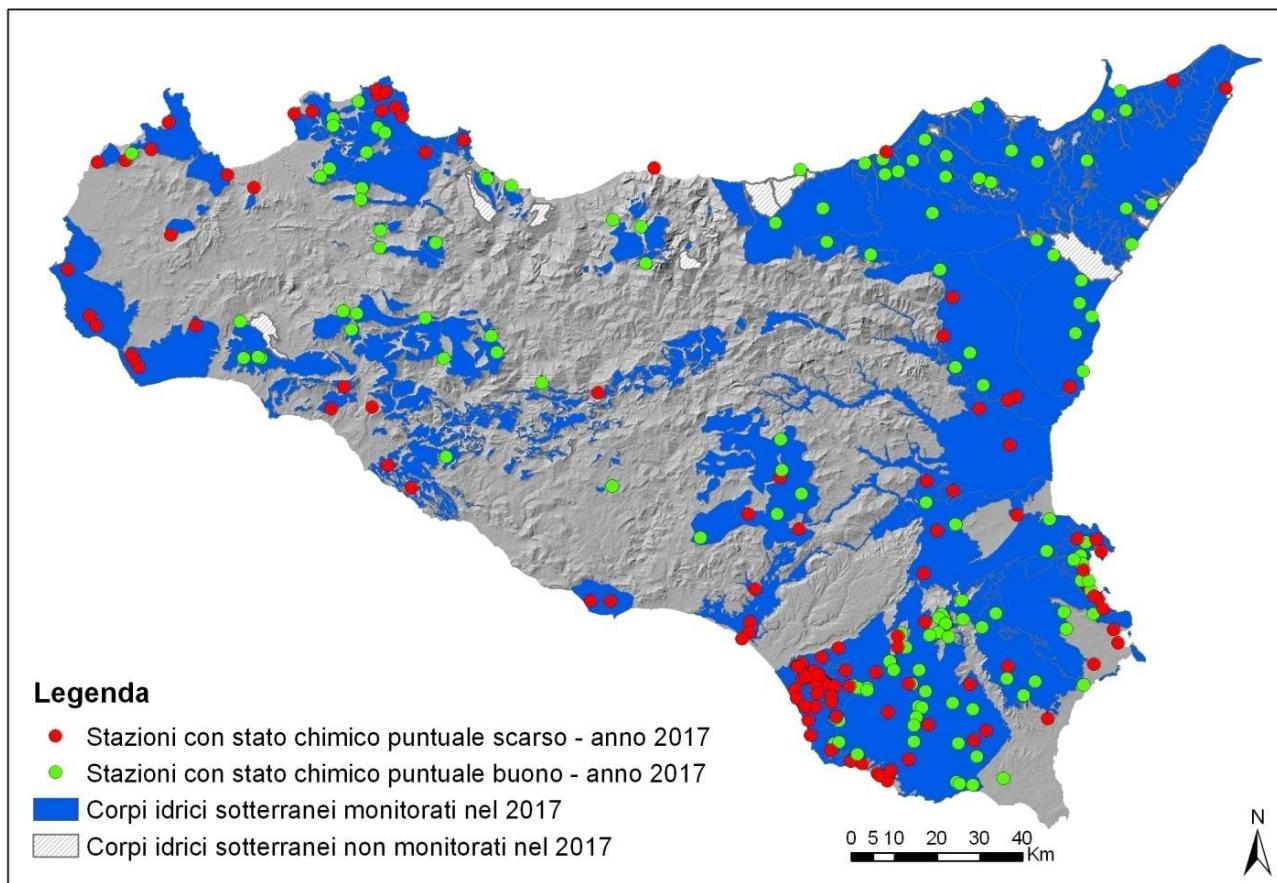 Legenda
Stazioni con stato chimico puntuale scarso - anno 2017
Stazioni con stato chimico puntuale buono - anno 2017
Corpi idrici sotterranei monitorati nel 2017
Corpi idrici sotterranei non monitorati nel 2017
N
0 5 10 20 30 40
Km